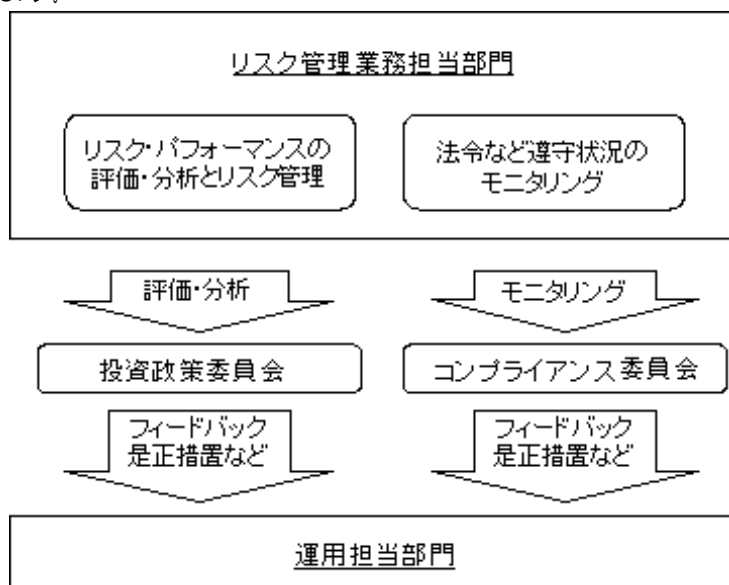 リスク管理業務担当部門
リスク・パフォーマンスの
評価・分析とリスク管理
法令など遵守状況の
モニタリング
評価・分析
モニタリング
投資政策委員会
コンプライアンス委員会
フィードバック
是正措置など
フィードバック
是正措置など
運用担当部門